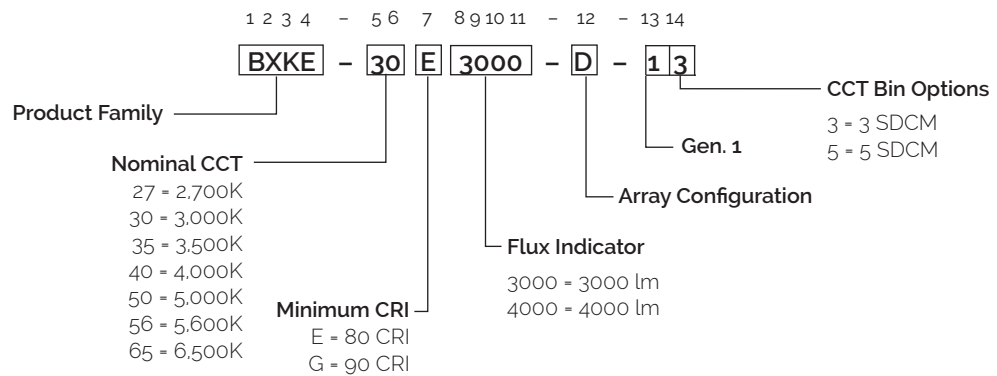 1 2 3 4 – 5 6 7 8 9 10 11 – 12 – 13 14
BXKE – 30 E 3000 – D – 1 3
Product Family
CCT Bin Options
3 = 3 SDCM
5 = 5 SDCM
Gen. 1
Nominal CCT
27 = 2,700K
30 = 3,000K
35 = 3,500K
40 = 4,000K
50 = 5,000K
56 = 5,600K
65 = 6,500K
Array Configuration
Flux Indicator
3000 = 3000 lm
4000 = 4000 lm
Minimum CRI
E = 80 CRI
G = 90 CRI